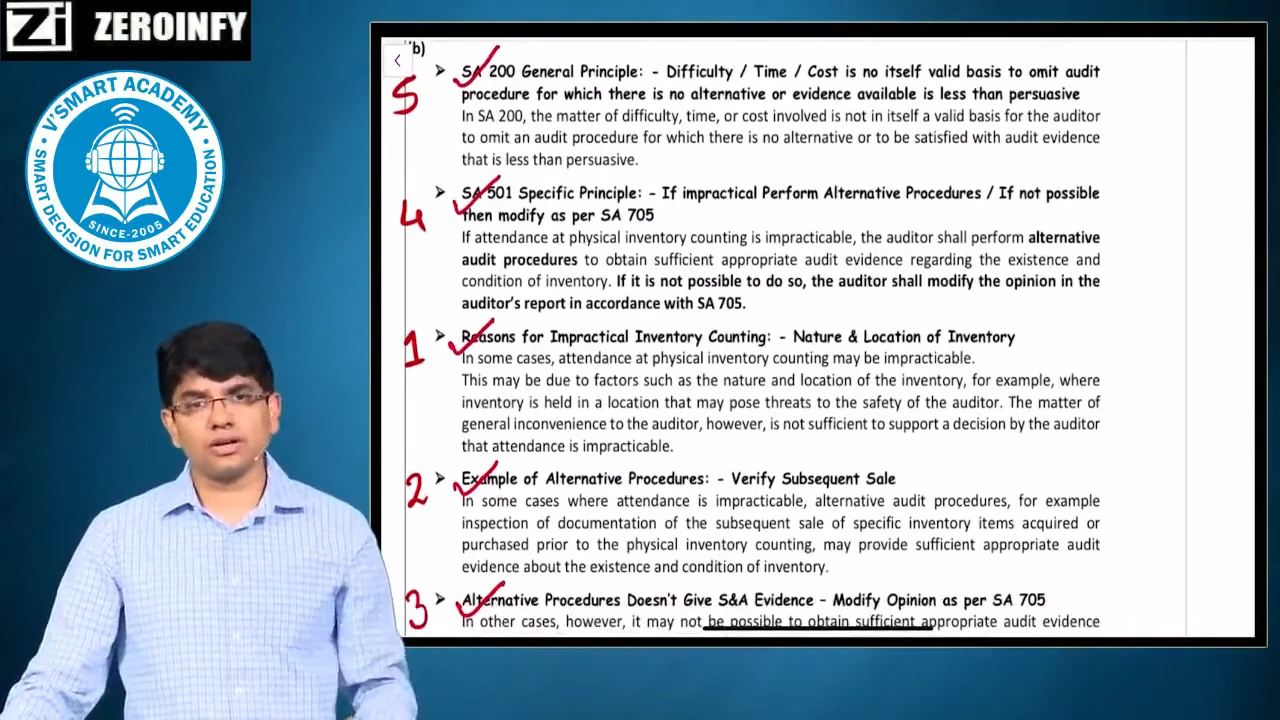 Zi ZEROINFY
V'SMART ACADEMY
SINCE-2005
SMART DECISION FOR SMART EDUCATION
b)
5 ➢ SA 200 General Principle: - Difficulty / Time / Cost is no itself valid basis to omit audit
procedure for which there is no alternative or evidence available is less than persuasive
In SA 200, the matter of difficulty, time, or cost involved is not in itself a valid basis for the auditor
to omit an audit procedure for which there is no alternative or to be satisfied with audit evidence
that is less than persuasive.
4 ➢ SA 501 Specific Principle: - If impractical Perform Alternative Procedures / If not possible
then modify as per SA 705
If attendance at physical inventory counting is impracticable, the auditor shall perform alternative
audit procedures to obtain sufficient appropriate audit evidence regarding the existence and
condition of inventory. If it is not possible to do so, the auditor shall modify the opinion in the
auditor's report in accordance with SA 705.
1 ➢ Reasons for Impractical Inventory Counting: - Nature & Location of Inventory
In some cases, attendance at physical inventory counting may be impracticable.
This may be due to factors such as the nature and location of the inventory, for example, where
inventory is held in a location that may pose threats to the safety of the auditor. The matter of
general inconvenience to the auditor, however, is not sufficient to support a decision by the auditor
that attendance is impracticable.
2 ➢ Example of Alternative Procedures: - Verify Subsequent Sale
In some cases where attendance is impracticable, alternative audit procedures, for example
inspection of documentation of the subsequent sale of specific inventory items acquired or
purchased prior to the physical inventory counting, may provide sufficient appropriate audit
evidence about the existence and condition of inventory.
3 ➢ Alternative Procedures Doesn't Give S&A Evidence – Modify Opinion as per SA 705
In other cases, however, it may not be possible to obtain sufficient appropriate audit evidence